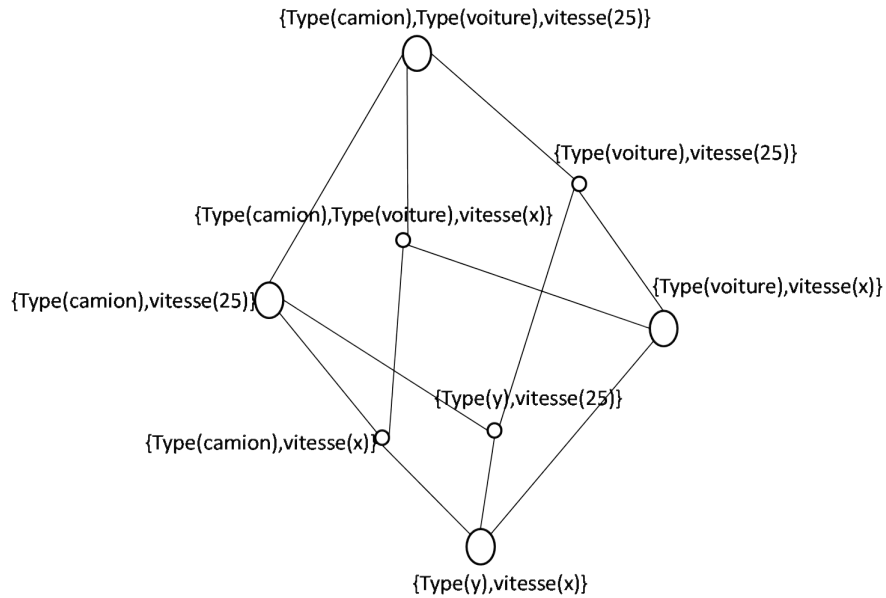 {Type(camion),Type(voiture),vitesse(25)}
{Type(voiture),vitesse(25)}
{Type(camion),Type(voiture),vitesse(x)}
{Type(voiture),vitesse(x)}
{Type(camion),vitesse(25)}
{Type(y),vitesse(25)}
{Type(camion),vitesse(x)}
{Type(y),vitesse(x)}